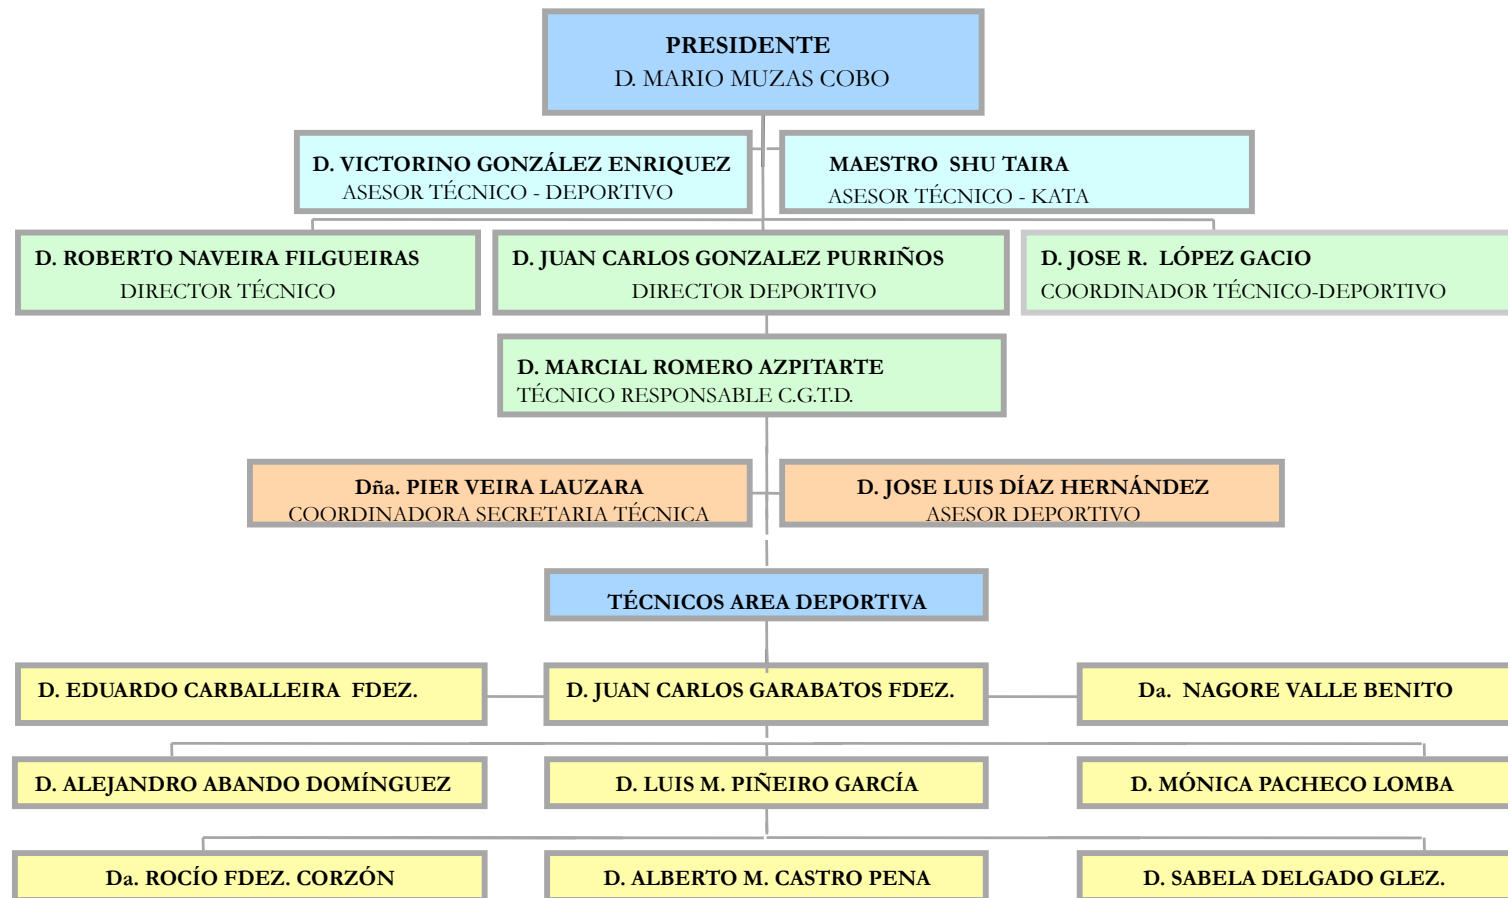 PRESIDENTE
D. MARIO MUZAS COBO
D. VICTORINO GONZÁLEZ ENRIQUEZ
ASESOR TÉCNICO - DEPORTIVO
MAESTRO SHU TAIRA
ASESOR TÉCNICO - KATA
D. ROBERTO NAVEIRA FILGUEIRAS
DIRECTOR TÉCNICO
D. JUAN CARLOS GONZALEZ PURRIÑOS
DIRECTOR DEPORTIVO
D. JOSE R. LÓPEZ GACIO
COORDINADOR TÉCNICO-DEPORTIVO
D. MARCIAL ROMERO AZPITARTE
TÉCNICO RESPONSABLE C.G.T.D.
Dña. PIER VEIRA LAUZARA
COORDINADORA SECRETARIA TÉCNICA
D. JOSE LUIS DÍAZ HERNÁNDEZ
ASESOR DEPORTIVO
TÉCNICOS AREA DEPORTIVA
D. EDUARDO CARBALLEIRA FDEZ.
D. JUAN CARLOS GARABATOS FDEZ.
Da. NAGORE VALLE BENITO
D. ALEJANDRO ABANDO DOMÍNGUEZ
D. LUIS M. PIÑEIRO GARCÍA
D. MÓNICA PACHECO LOMBA
Da. ROCÍO FDEZ. CORZÓN
D. ALBERTO M. CASTRO PENA
D. SABELA DELGADO GLEZ.